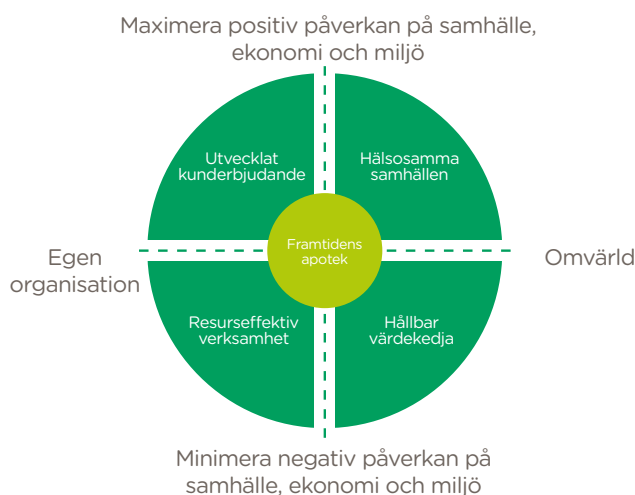 Maximera positiv påverkan på samhälle,
ekonomi och miljö
Utvecklat
kunderbjudande
Hälsosamma
samhällen
Egen
organisation
Framtidens
apotek
Omvärld
Resurseffektiv
verksamhet
Hållbar
värdekedja
Minimera negativ påverkan på
samhälle, ekonomi och miljö